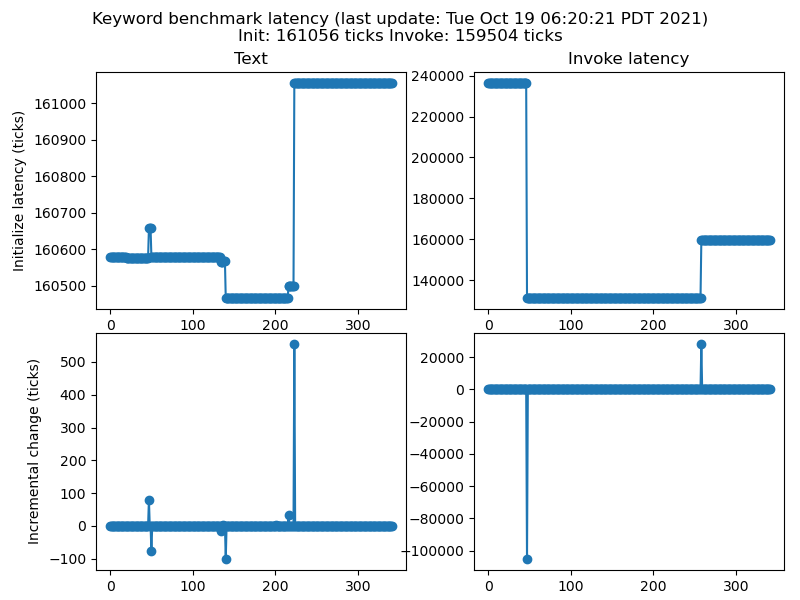 Keyword benchmark latency (last update: Tue Oct 19 06:20:21 PDT 2021)
Init: 161056 ticks Invoke: 159504 ticks
Text
Initialize latency (ticks)
161000
160900
160800
160700
160600
160500
0 100 200 300
Invoke latency
240000
220000
200000
180000
160000
140000
0 100 200 300
Incremental change (ticks)
500
400
300
200
100
0
−100
0 100 200 300
20000
0
−20000
−40000
−60000
−80000
−100000
0 100 200 300